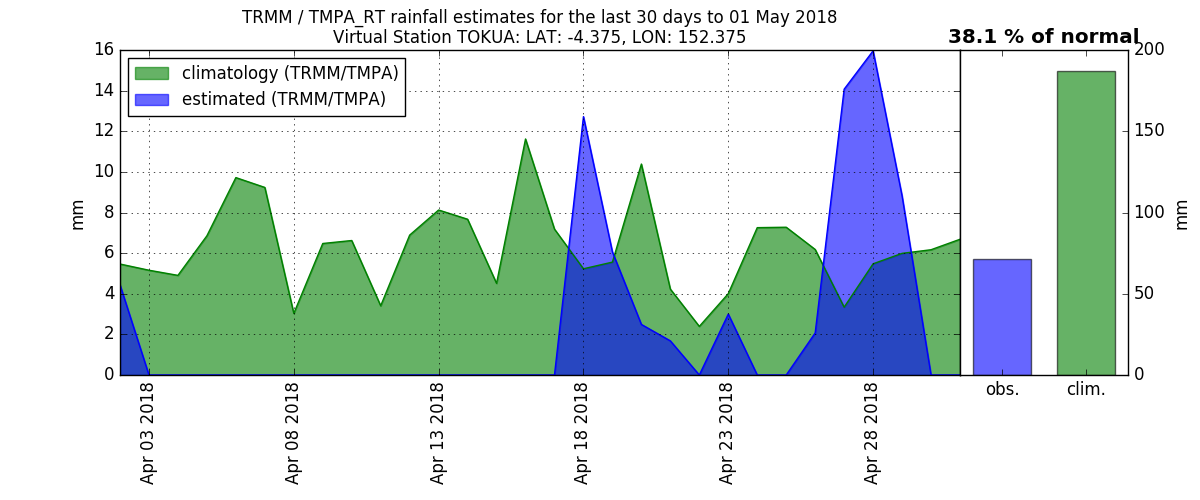 TRMM / TMPA_RT rainfall estimates for the last 30 days to 01 May 2018
Virtual Station TOKUA: LAT: -4.375, LON: 152.375
38.1 % of normal
climatology (TRMM/TMPA)
estimated (TRMM/TMPA)
16
14
12
10
8
6
4
2
0
mm
Apr 03 2018
Apr 08 2018
Apr 13 2018
Apr 18 2018
Apr 23 2018
Apr 28 2018
obs.
clim.
200
150
100
50
0
mm